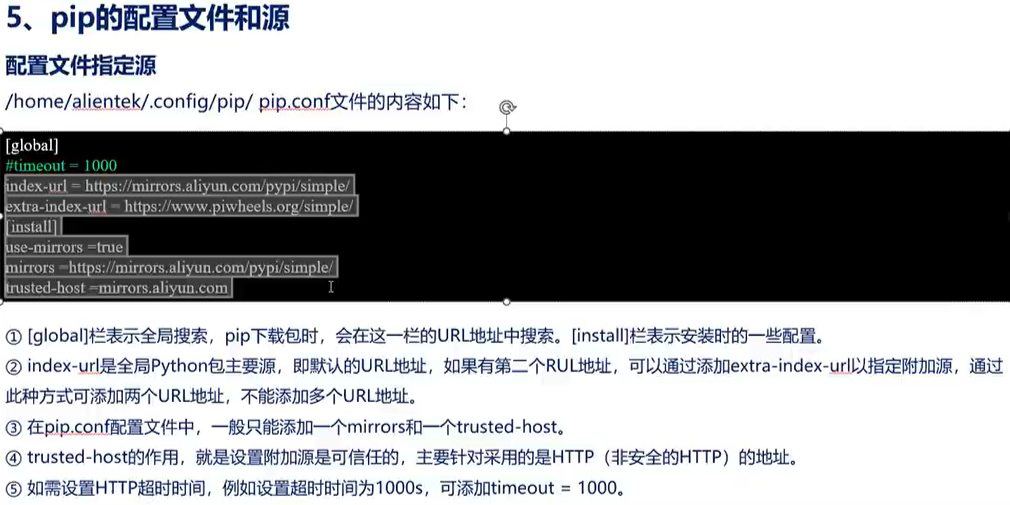 5、pip的配置文件和源
配置文件指定源
/home/alientek/.config/pip/ pip.conf文件的内容如下：
[global]
#timeout = 1000
index-url = https://mirrors.aliyun.com/pypi/simple/
extra-index-url = https://www.piwheels.org/simple/
[install]
use-mirrors =true
mirrors =https://mirrors.aliyun.com/pypi/simple/
trusted-host =mirrors.aliyun.com
① [global]栏表示全局搜索，pip下载包时，会在这一栏的URL地址中搜索。[install]栏表示安装时的一些配置。
② index-url是全局Python包主要源，即默认的URL地址，如果有第二个RUL地址，可以通过添加extra-index-url以指定附加源，通过
此种方式可添加两个URL地址，不能添加多个URL地址。
③ 在pip.conf配置文件中，一般只能添加一个mirrors和一个trusted-host。
④ trusted-host的作用，就是设置附加源是可信任的，主要针对采用的是HTTP（非安全的HTTP）的地址。
⑤ 如需设置HTTP超时时间，例如设置超时时间为1000s，可添加timeout = 1000。